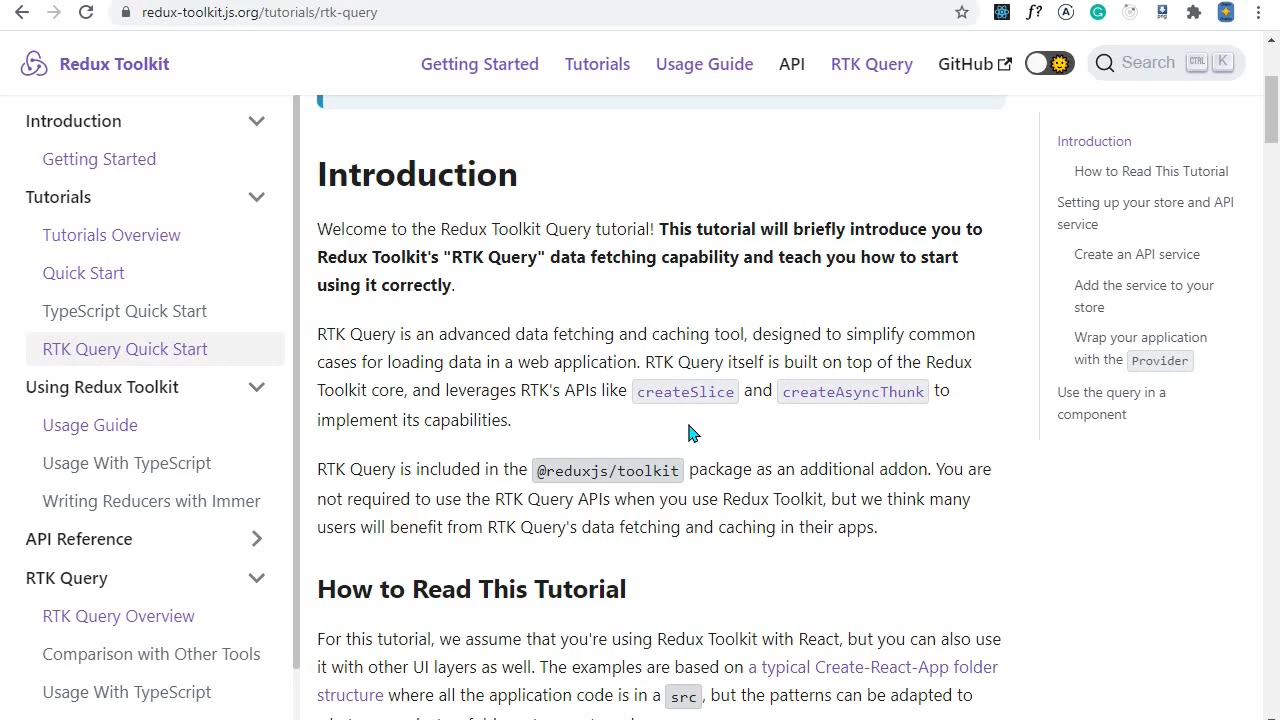 redux-toolkit.js.org/tutorials/rtk-query
f?
Redux Toolkit
Getting Started
Tutorials
Usage Guide
API
RTK Query
GitHub
Search
CTRL
K
Introduction
Getting Started
Tutorials
Tutorials Overview
Quick Start
TypeScript Quick Start
RTK Query Quick Start
Using Redux Toolkit
Usage Guide
Usage With TypeScript
Writing Reducers with Immer
API Reference
RTK Query
RTK Query Overview
Comparison with Other Tools
Usage With TypeScript
Introduction
Welcome to the Redux Toolkit Query tutorial! This tutorial will briefly introduce you to
Redux Toolkit's "RTK Query" data fetching capability and teach you how to start
using it correctly.
RTK Query is an advanced data fetching and caching tool, designed to simplify common
cases for loading data in a web application. RTK Query itself is built on top of the Redux
Toolkit core, and leverages RTK's APIs like createSlice and createAsyncThunk to
implement its capabilities.
RTK Query is included in the @reduxjs/toolkit package as an additional addon. You are
not required to use the RTK Query APIs when you use Redux Toolkit, but we think many
users will benefit from RTK Query's data fetching and caching in their apps.
How to Read This Tutorial
For this tutorial, we assume that you're using Redux Toolkit with React, but you can also use
it with other UI layers as well. The examples are based on a typical Create-React-App folder
structure where all the application code is in a src, but the patterns can be adapted to
Introduction
How to Read This Tutorial
Setting up your store and API
service
Create an API service
Add the service to your
store
Wrap your application
with the Provider
Use the query in a
component